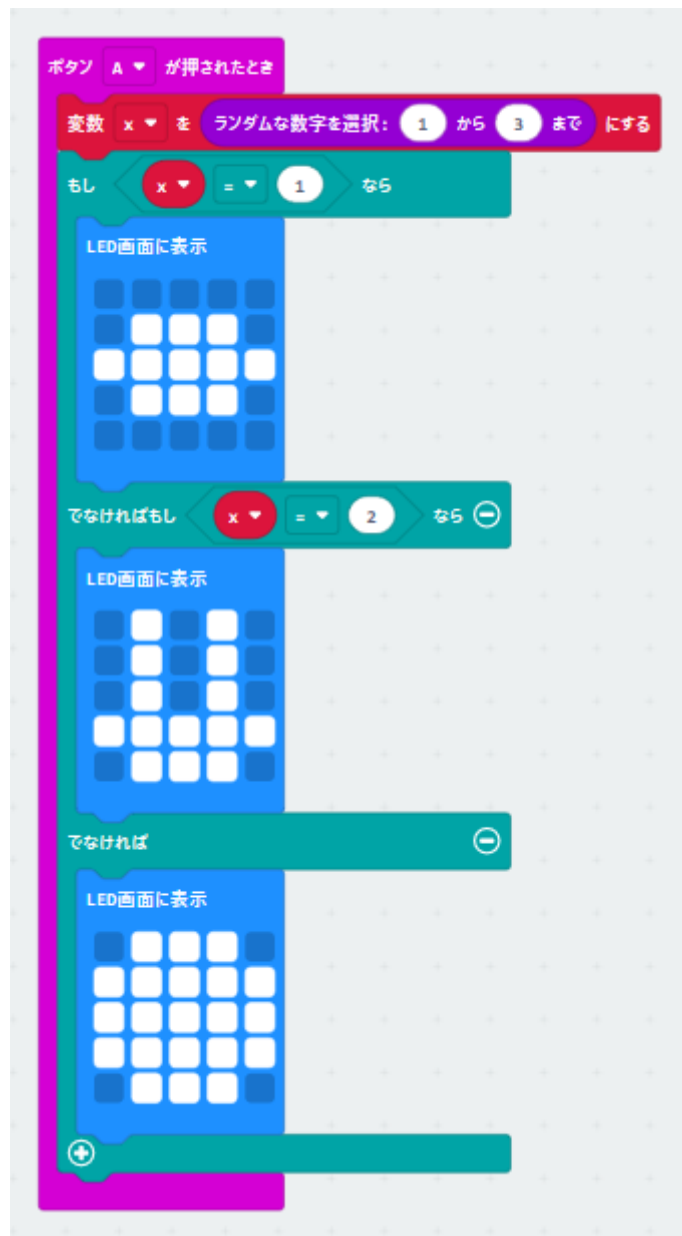 ボタン A が押されたとき
変数 x を ランダムな数字を選択: 1 から 3 まで にする
もし x = 1 なら
LED画面に表示
でなければもし x = 2 なら
LED画面に表示
でなければ
LED画面に表示